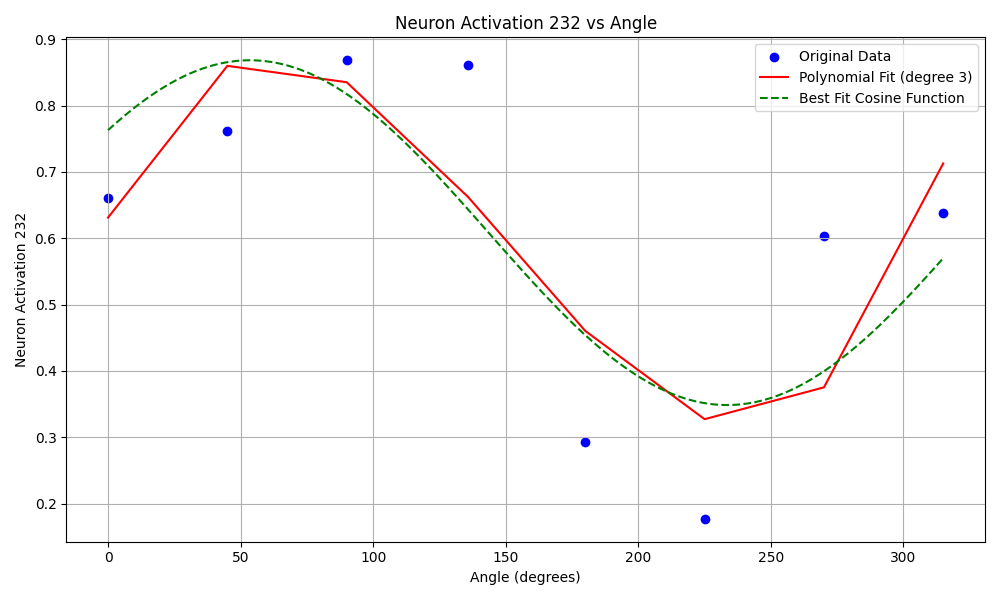 Neuron Activation 232 vs Angle
Original Data
Polynomial Fit (degree 3)
Best Fit Cosine Function
Neuron Activation 232
0.9
0.8
0.7
0.6
0.5
0.4
0.3
0.2
0 50 100 150 200 250 300
Angle (degrees)